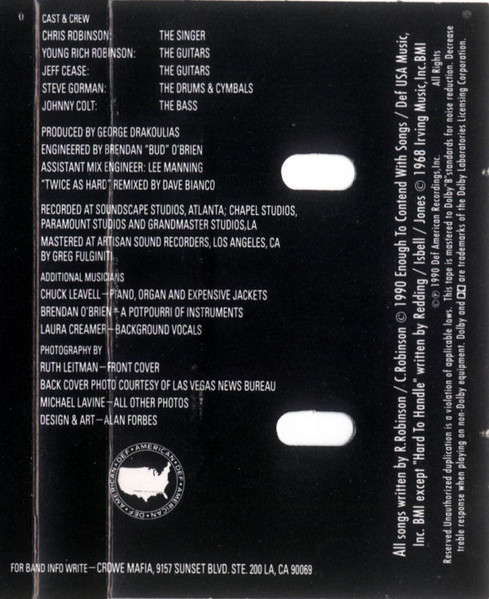 CAST & CREW
CHRIS ROBINSON: THE SINGER
YOUNG RICH ROBINSON: THE GUITARS
JEFF CEASE: THE GUITARS
STEVE GORMAN: THE DRUMS & CYMBALS
JOHNNY COLT: THE BASS
PRODUCED BY GEORGE DRAKOULIAS
ENGINEERED BY BRENDAN "BUD" O'BRIEN
ASSISTANT MIX ENGINEER: LEE MANNING
"TWICE AS HARD" REMIXED BY DAVE BIANCO
RECORDED AT SOUNDSCAPE STUDIOS, ATLANTA; CHAPEL STUDIOS,
PARAMOUNT STUDIOS AND GRANDMASTER STUDIOS,LA
MASTERED AT ARTISAN SOUND RECORDERS, LOS ANGELES, CA
BY GREG FULGINITI
ADDITIONAL MUSICIANS
CHUCK LEAVELL—PIANO, ORGAN AND EXPENSIVE JACKETS
BRENDAN O'BRIEN—A POTPOURRI OF INSTRUMENTS
LAURA CREAMER—BACKGROUND VOCALS
PHOTOGRAPHY BY
RUTH LEITMAN—FRONT COVER
BACK COVER PHOTO COURTESY OF LAS VEGAS NEWS BUREAU
MICHAEL LAVINE—ALL OTHER PHOTOS
DESIGN & ART—ALAN FORBES
DEF•AMERICAN•DEF•AMERICAN•DEF•AMERICAN•
FOR BAND INFO WRITE—CROWE MAFIA, 9157 SUNSET BLVD. STE. 200 LA, CA 90069
All songs written by R.Robinson / C.Robinson © 1990 Enough To Contend With Songs / Def USA Music,
Inc. BMI except "Hard To Handle" written by Redding / Isbell / Jones © 1968 Irving Music,Inc.BMI
©℗ 1990 Def American Recordings,Inc. All Rights
Reserved.Unauthorized duplication is a violation of applicable laws. This tape is mastered to Dolby B standards for noise reduction. Decrease
treble response when playing on non-Dolby equipment. Dolby and are trademarks of the Dolby Laboratories Licensing Corporation.